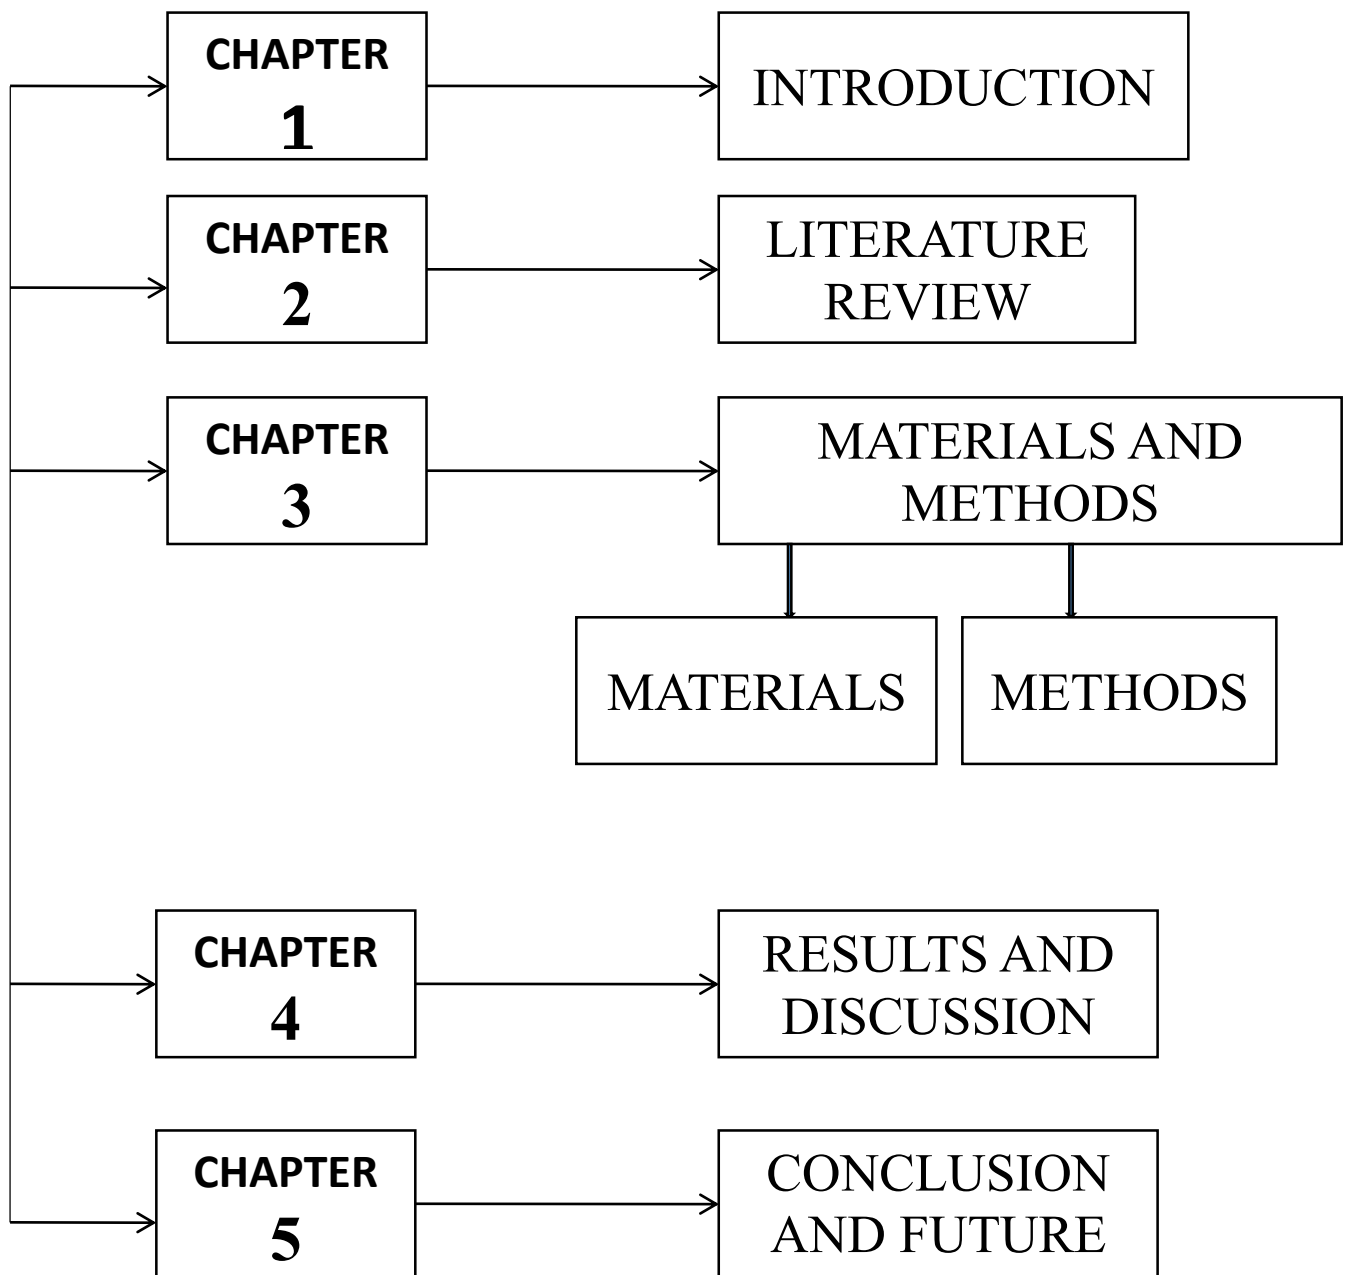 CHAPTER
1
INTRODUCTION
CHAPTER
2
LITERATURE
REVIEW
CHAPTER
3
MATERIALS AND
METHODS
MATERIALS
METHODS
CHAPTER
4
RESULTS AND
DISCUSSION
CHAPTER
5
CONCLUSION
AND FUTURE